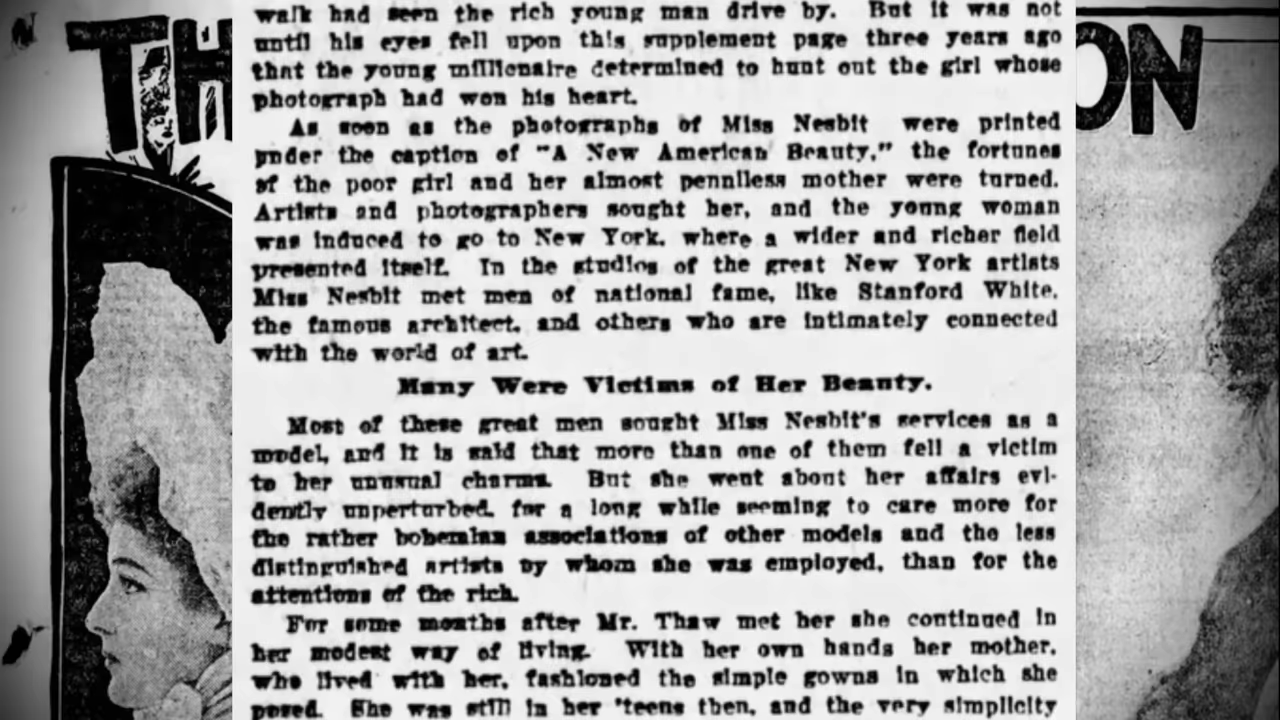 TH
ON
walk had seen the rich young man drive by. But it was not
until his eyes fell upon this supplement page three years ago
that the young millionaire determined to hunt out the girl whose
photograph had won his heart.
As soon as the photographs of Miss Nesbit were printed
under the caption of "A New American Beauty," the fortunes
of the poor girl and her almost penniless mother were turned.
Artists and photographers sought her, and the young woman
was induced to go to New York, where a wider and richer field
presented itself. In the studios of the great New York artists
Miss Nesbit met men of national fame, like Stanford White,
the famous architect, and others who are intimately connected
with the world of art.
Many Were Victims of Her Beauty.
Most of these great men sought Miss Nesbit's services as a
model, and it is said that more than one of them fell a victim
to her unusual charms. But she went about her affairs evi-
dently unperturbed, for a long while seeming to care more for
the rather bohemian associations of other models and the less
distinguished artists by whom she was employed, than for the
attentions of the rich.
For some months after Mr. Thaw met her she continued in
her modest way of living. With her own hands her mother,
who lived with her, fashioned the simple gowns in which she
posed. She was still in her 'teens then, and the very simplicity